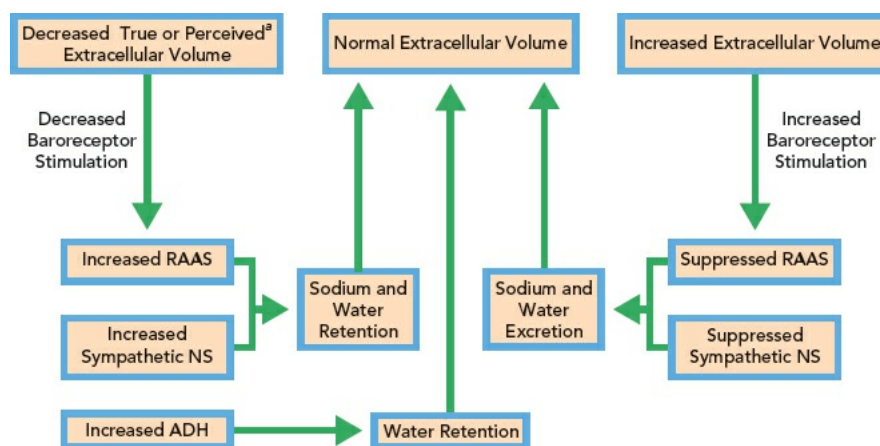 Decreased True or Perceivedª
Extracellular Volume
Normal Extracellular Volume
Increased Extracellular Volume
Decreased
Baroreceptor
Stimulation
Increased
Baroreceptor
Stimulation
Increased RAAS
Sodium and
Water
Retention
Sodium and
Water
Excretion
Suppressed RAAS
Increased
Sympathetic NS
Suppressed
Sympathetic NS
Increased ADH
Water Retention